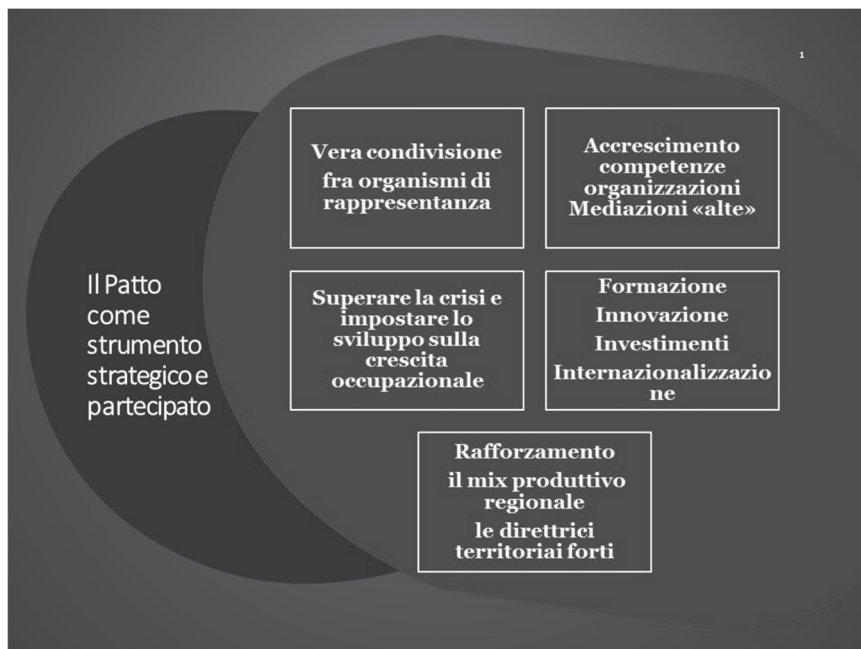 1
Il Patto
come
strumento
strategico e
partecipato
Vera condivisione
fra organismi di
rappresentanza
Accrescimento
competenze
organizzazioni
Mediazioni «alte»
Superare la crisi e
impostare lo
sviluppo sulla
crescita
occupazionale
Formazione
Innovazione
Investimenti
Internazionalizzazio
ne
Rafforzamento
il mix produttivo
regionale
le direttrici
territoriai forti